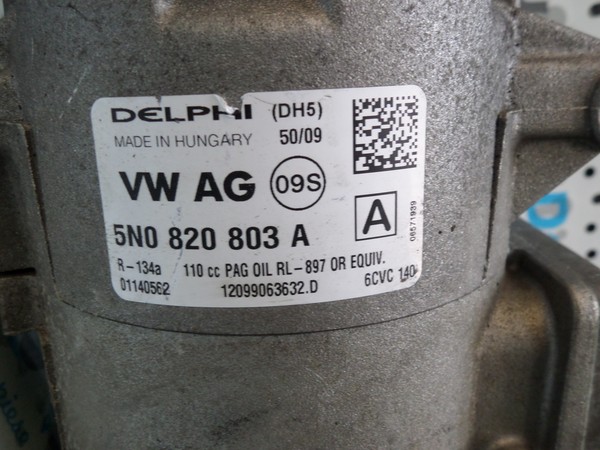 DELPHI (DH5)
MADE IN HUNGARY 50/09
VW AG 09S
5N0 820 803 A A
R-134a 110 cc PAG OIL RL-897 OR EQUIV.
01140562 12099063632.D 6CVC 140
06571939